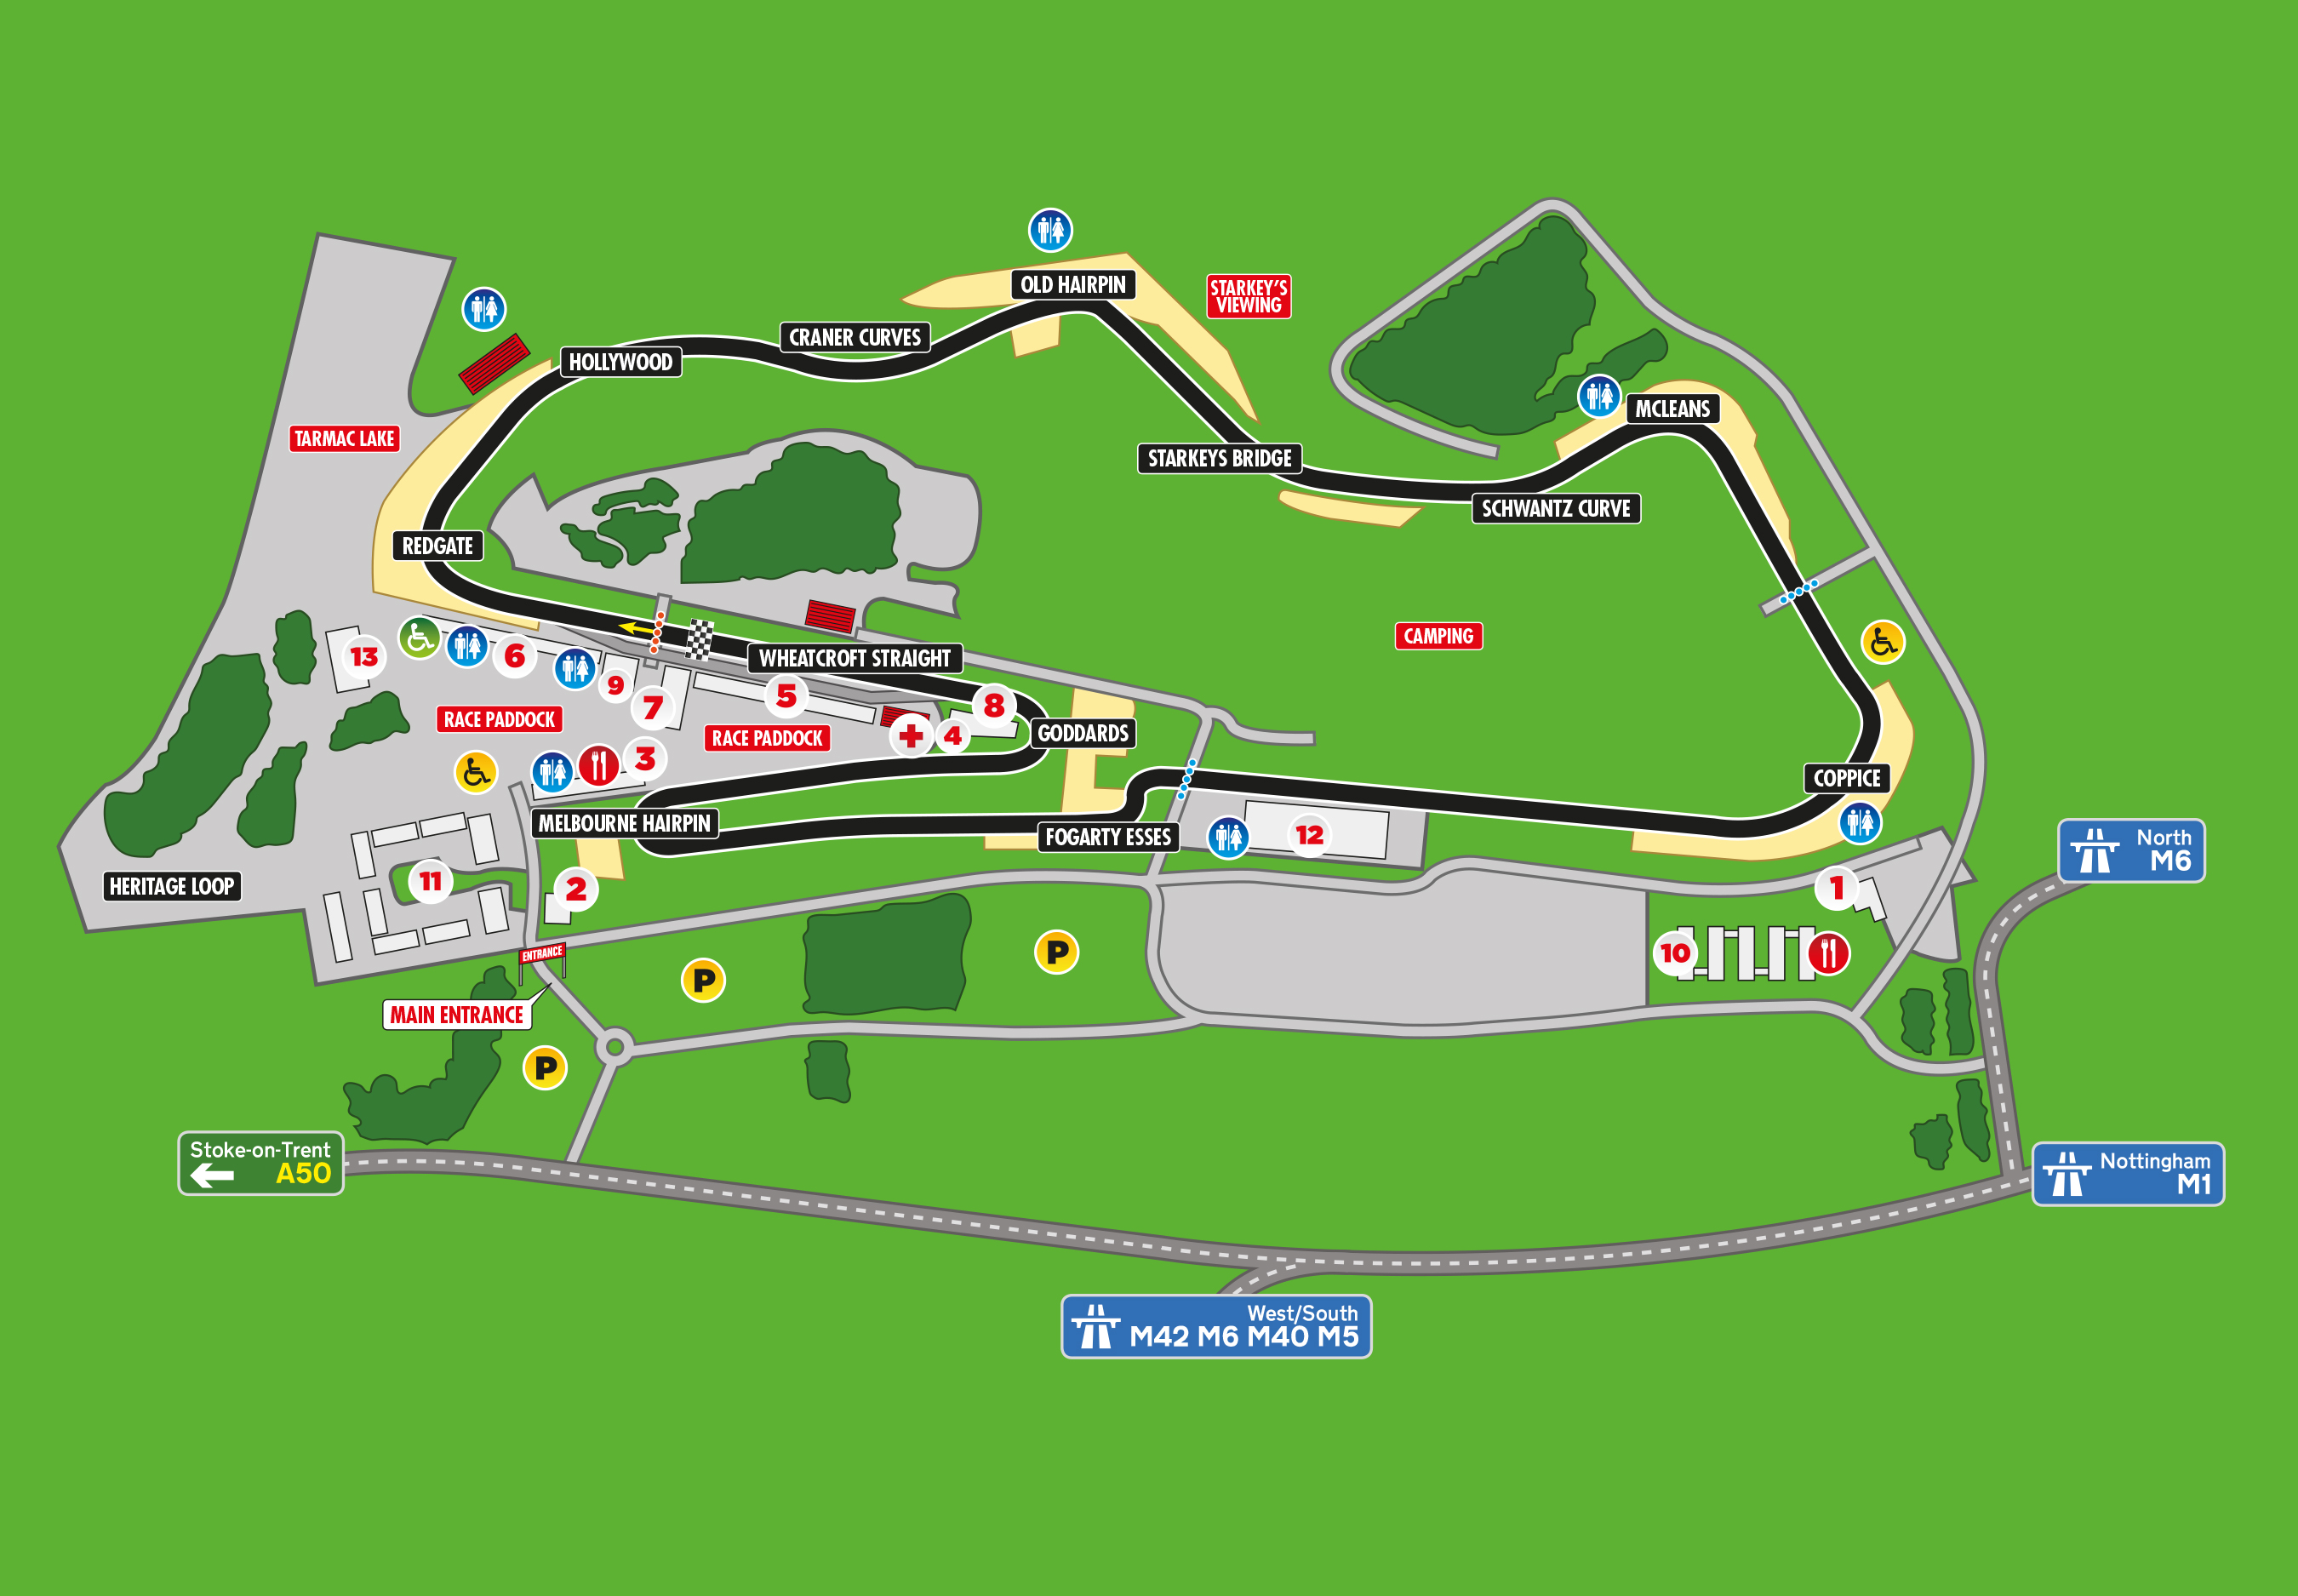 OLD HAIRPIN
STARKEY'S
VIEWING
CRANER CURVES
HOLLYWOOD
MCLEANS
TARMAC LAKE
STARKEYS BRIDGE
SCHWANTZ CURVE
REDGATE
CAMPING
13
6
WHEATCROFT STRAIGHT
9
5
7
8
RACE PADDOCK
RACE PADDOCK
4
GODDARDS
3
COPPICE
MELBOURNE HAIRPIN
FOGARTY ESSES
12
North
M6
HERITAGE LOOP
11
2
1
ENTRANCE
P
P
10
MAIN ENTRANCE
P
Stoke-on-Trent
A50
Nottingham
M1
West/South
M42 M6 M40 M5